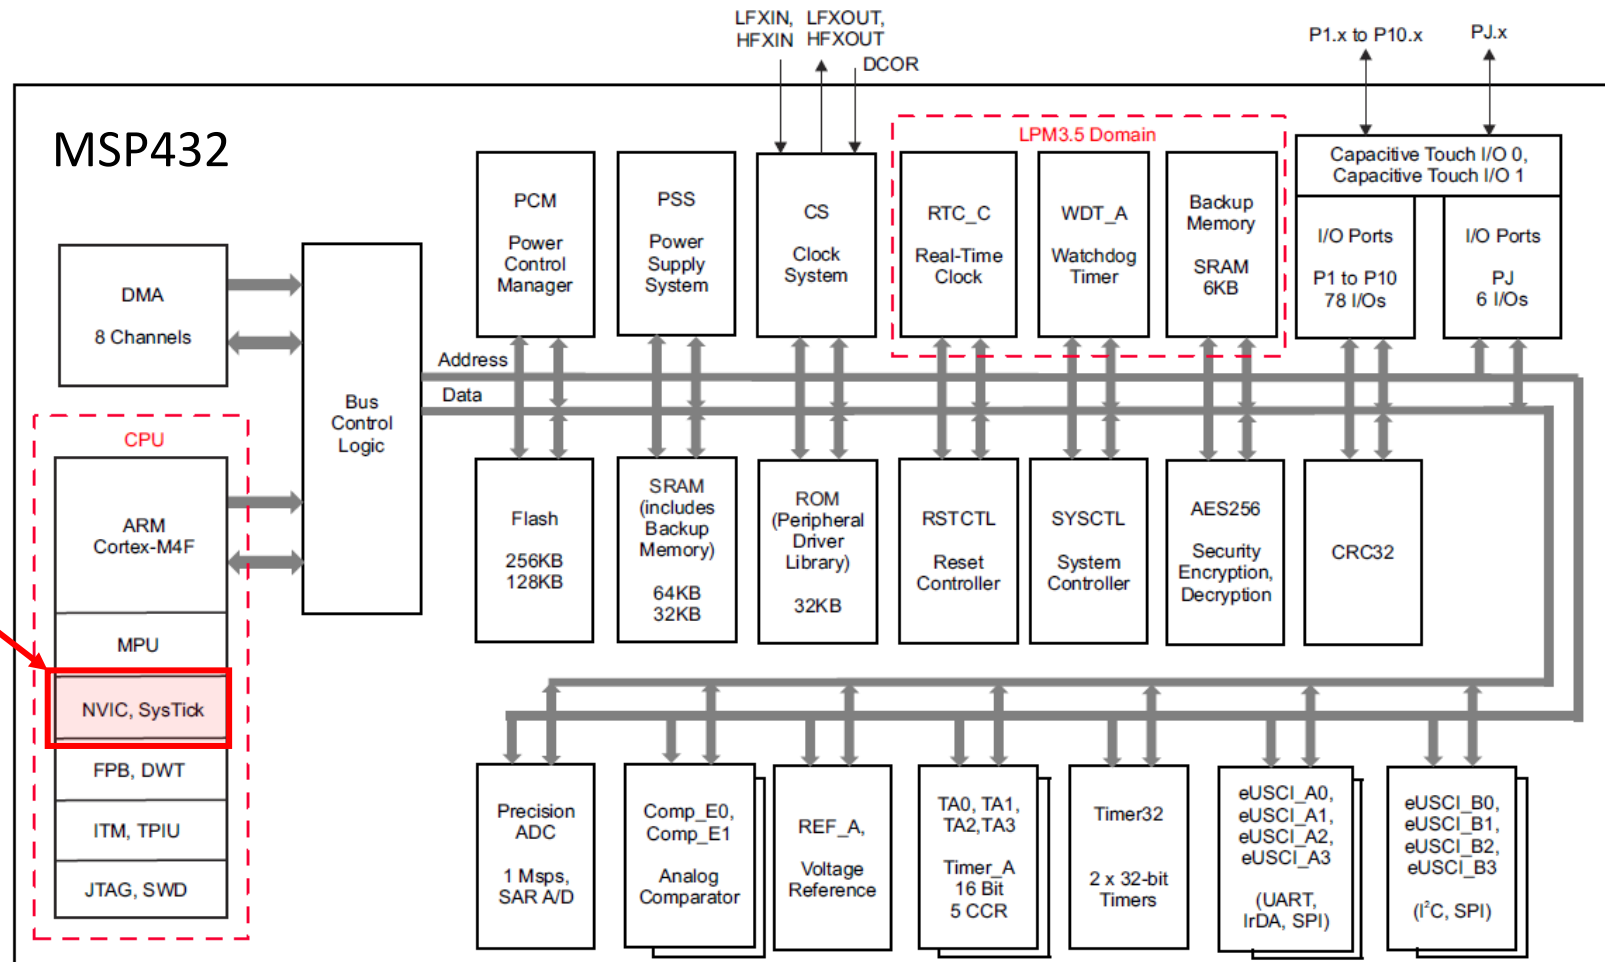 LFXIN, LFXOUT,
HFXIN HFXOUT
DCOR
P1.x to P10.x
PJ.x
MSP432
LPM3.5 Domain
PCM
Power
Control
Manager
PSS
Power
Supply
System
CS
Clock
System
RTC_C
Real-Time
Clock
WDT_A
Watchdog
Timer
Backup
Memory
SRAM
6KB
Capacitive Touch I/O 0,
Capacitive Touch I/O 1
I/O Ports
P1 to P10
78 I/Os
I/O Ports
PJ
6 I/Os
DMA
8 Channels
Bus
Control
Logic
Address
Data
CPU
ARM
Cortex-M4F
MPU
NVIC, SysTick
FPB, DWT
ITM, TPIU
JTAG, SWD
Flash
256KB
128KB
SRAM
(includes
Backup
Memory)
64KB
32KB
ROM
(Peripheral
Driver
Library)
32KB
RSTCTL
Reset
Controller
SYSCTL
System
Controller
AES256
Security
Encryption,
Decryption
CRC32
Precision
ADC
1 Msps,
SAR A/D
Comp_E0,
Comp_E1
Analog
Comparator
REF_A,
Voltage
Reference
TA0, TA1,
TA2,TA3
Timer_A
16 Bit
5 CCR
Timer32
2 x 32-bit
Timers
eUSCI_A0,
eUSCI_A1,
eUSCI_A2,
eUSCI_A3
(UART,
IrDA, SPI)
eUSCI_B0,
eUSCI_B1,
eUSCI_B2,
eUSCI_B3
(I²C, SPI)